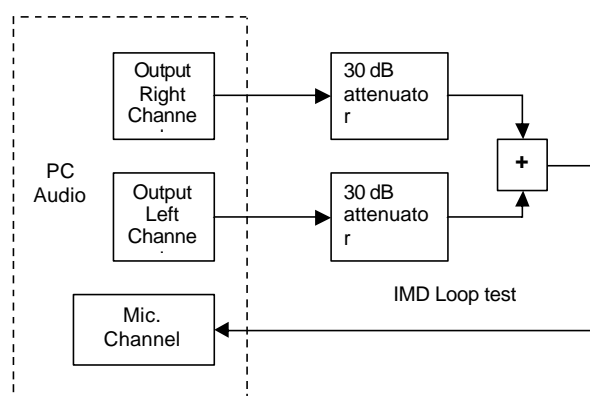 Output
Right
Channe
.
30 dB
attenuato
r
+
PC
Audio
Output
Left
Channe
.
30 dB
attenuato
r
IMD Loop test
Mic.
Channel